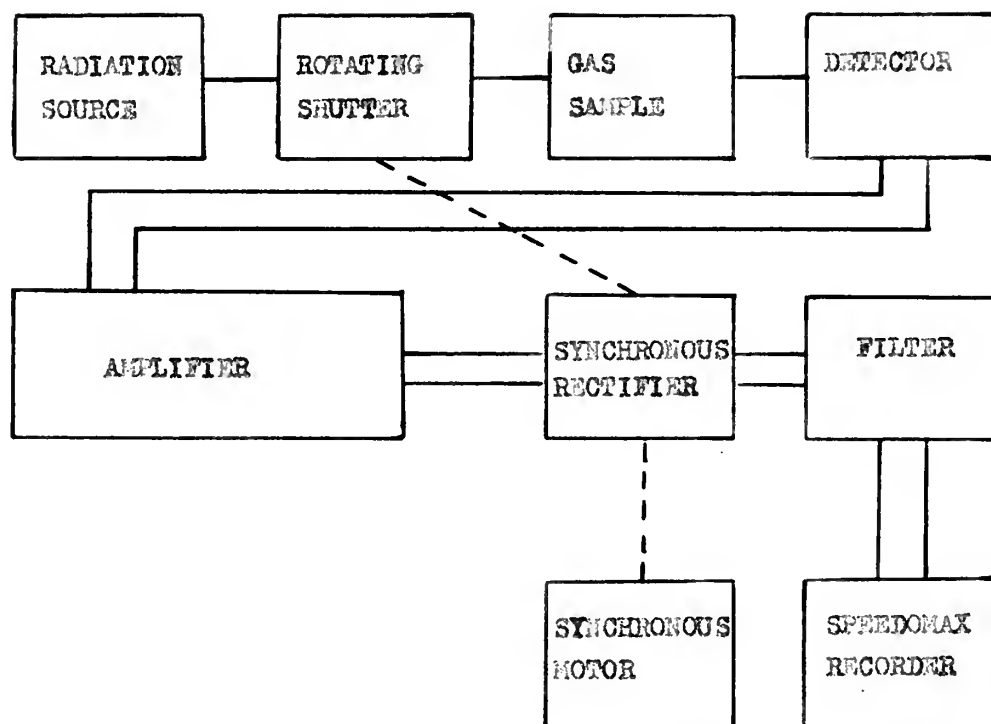 RADIATION
SOURCE
ROTATING
SHUTTER
GAS
SAMPLE
DETECTOR
AMPLIFIER
SYNCHRONOUS
RECTIFIER
FILTER
SYNCHRONOUS
MOTOR
SPEEDOMAX
RECORDER